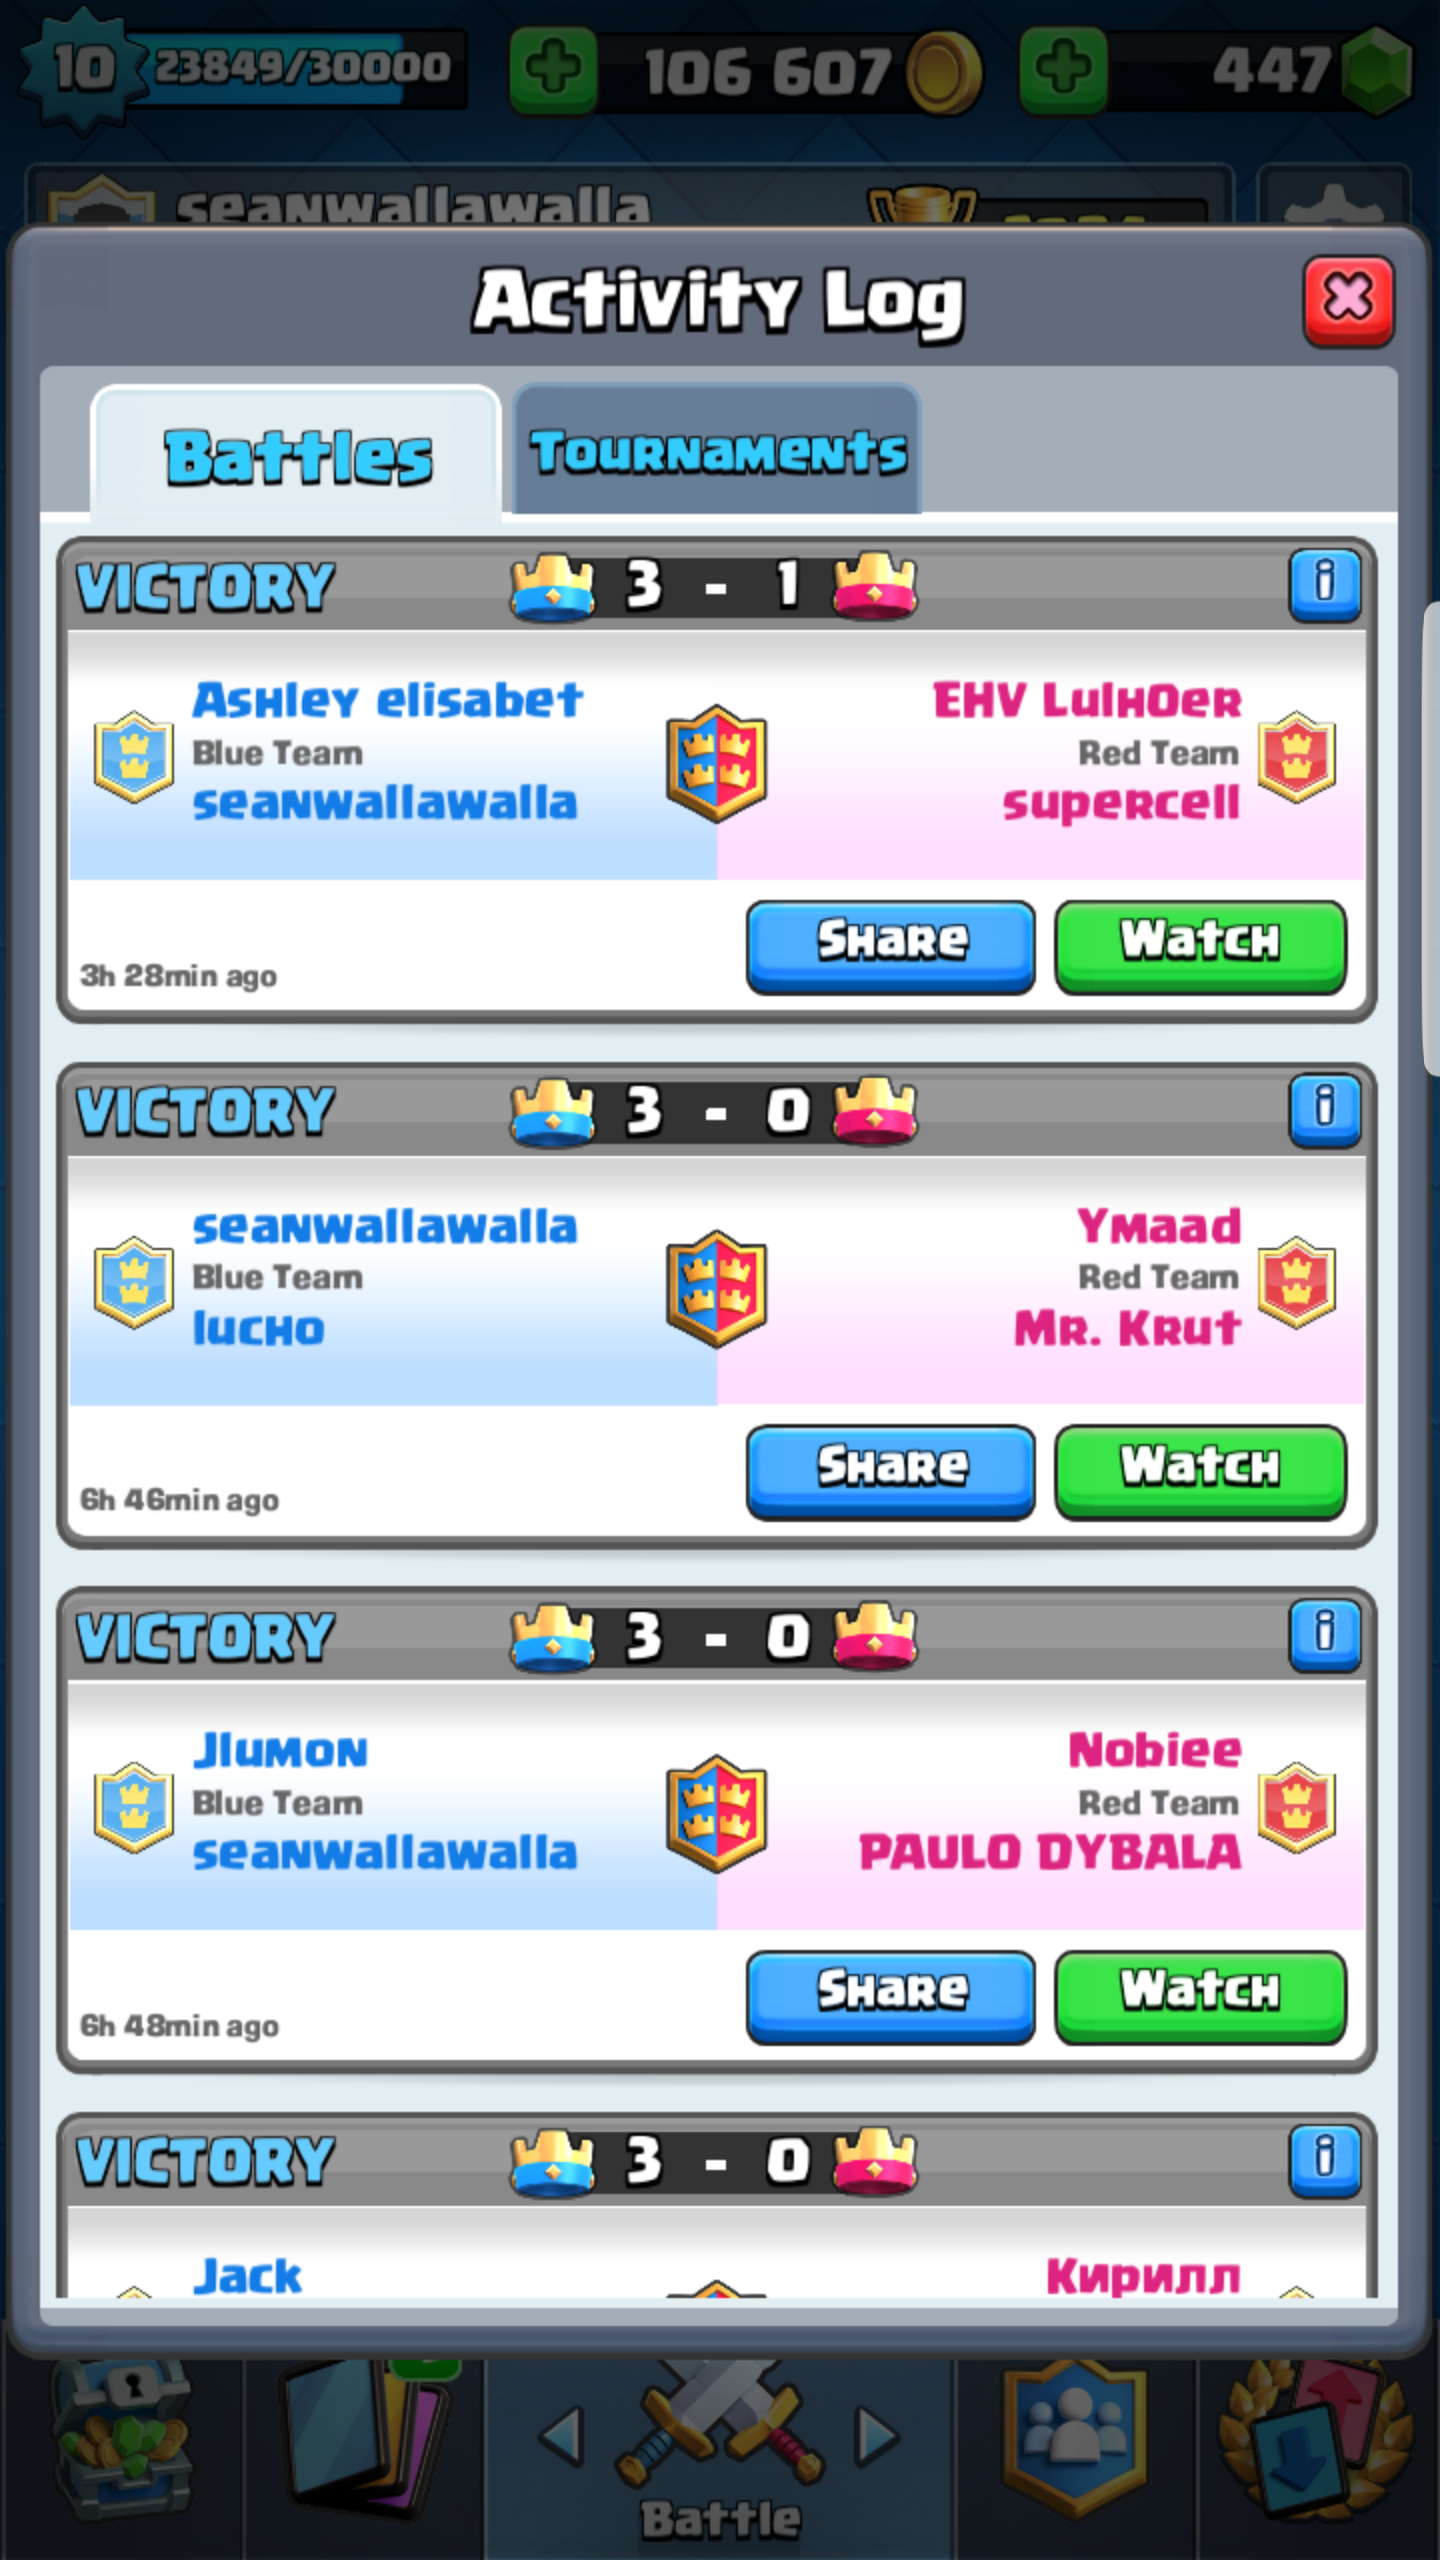 10 23849/30000 106 607 447
seanwallawalla
Activity Log
Battles Tournaments
VICTORY 3 - 1 i
Ashley elisabet EHV Lulh0er
Blue Team Red Team
seanwallawalla supercell
Share Watch
3h 28min ago
VICTORY 3 - 0 i
seanwallawalla Ymaad
Blue Team Red Team
lucho Mr. Krut
Share Watch
6h 46min ago
VICTORY 3 - 0 i
Jlumon Nobiee
Blue Team Red Team
seanwallawalla PAULO DYBALA
Share Watch
6h 48min ago
VICTORY 3 - 0 i
Jack Кирилл
Battle